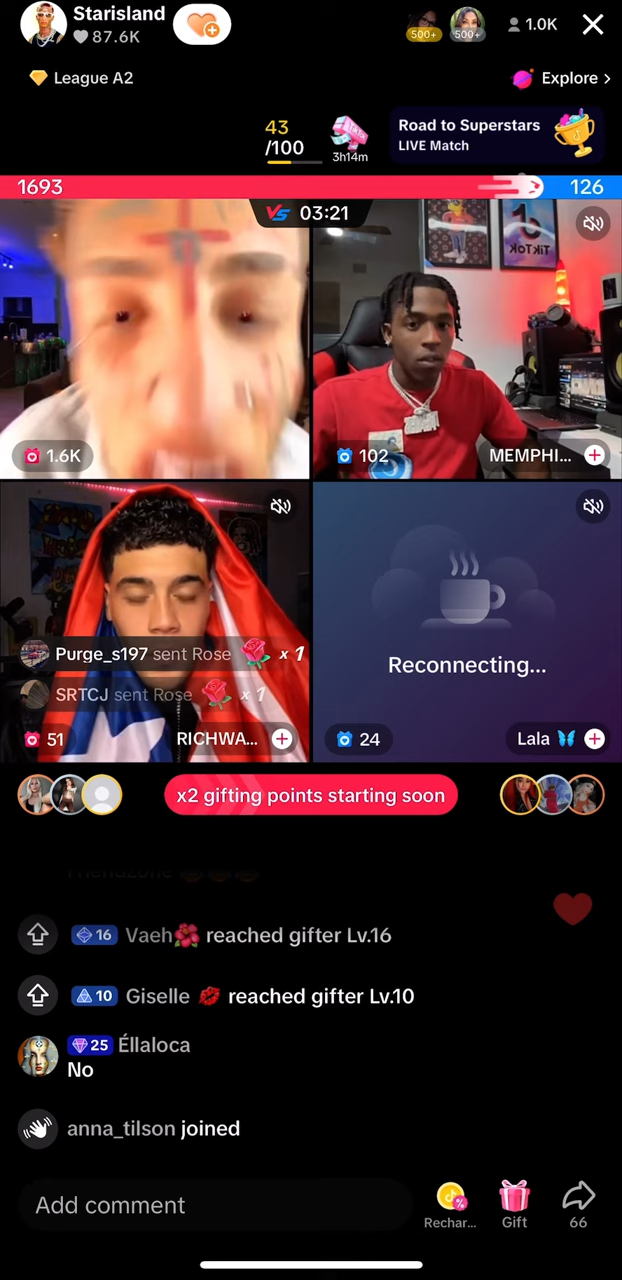 Starisland
87.6K
500+
500+
1.0K
League A2
Explore >
43
/100
3h14m
Road to Superstars
LIVE Match
1693
126
VS 03:21
TikTok
1.6K
102
MEMPHI...
Purge_s197 sent Rose x 1
SRTCJ sent Rose x 1
51
RICHWA...
Reconnecting...
24
Lala
x2 gifting points starting soon
Friendzone
16 Vaeh reached gifter Lv.16
10 Giselle reached gifter Lv.10
25 Éllaloca
No
anna_tilson joined
Add comment
Rechar...
Gift
66